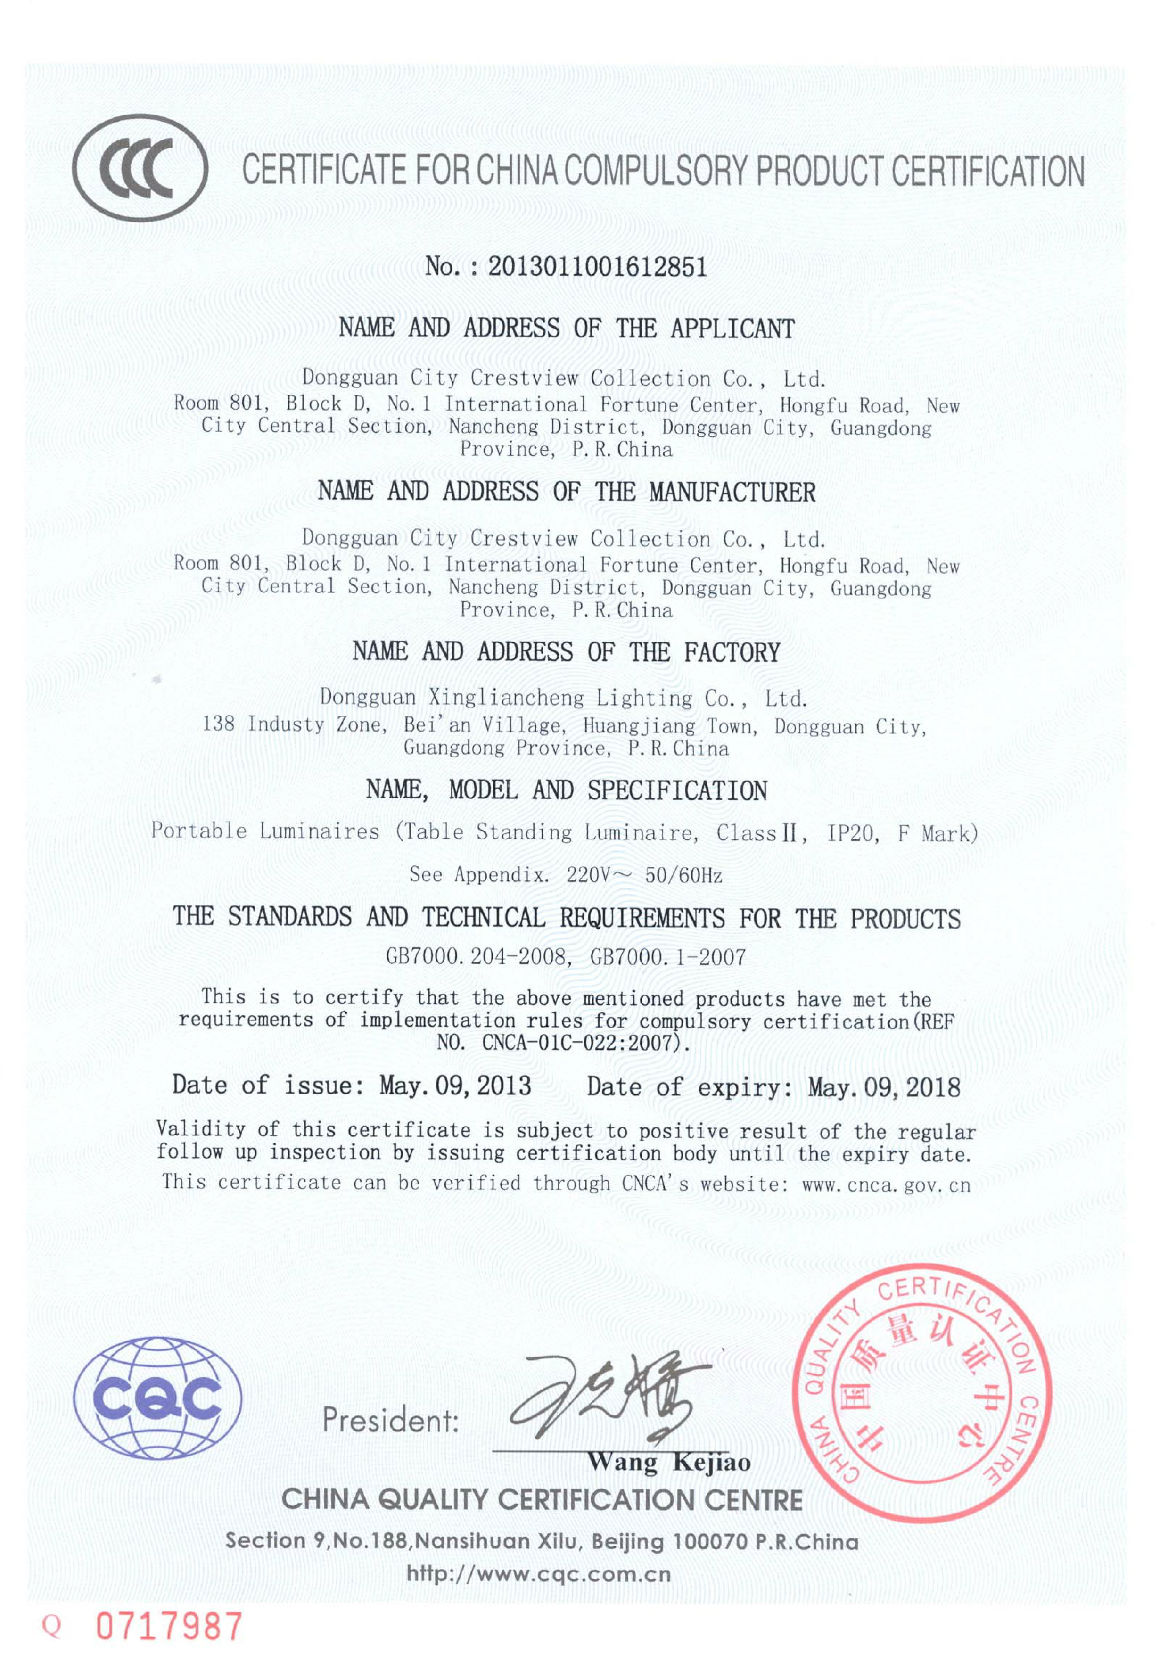 CCC
CERTIFICATE FOR CHINA COMPULSORY PRODUCT CERTIFICATION
No.: 2013011001612851
NAME AND ADDRESS OF THE APPLICANT
Dongguan City Crestview Collection Co., Ltd.
Room 801, Block D, No.1 International Fortune Center, Hongfu Road, New
City Central Section, Nancheng District, Dongguan City, Guangdong
Province, P.R.China
NAME AND ADDRESS OF THE MANUFACTURER
Dongguan City Crestview Collection Co., Ltd.
Room 801, Block D, No.1 International Fortune Center, Hongfu Road, New
City Central Section, Nancheng District, Dongguan City, Guangdong
Province, P.R.China
NAME AND ADDRESS OF THE FACTORY
Dongguan Xingliancheng Lighting Co., Ltd.
138 Industy Zone, Bei'an Village, Huangjiang Town, Dongguan City,
Guangdong Province, P.R.China
NAME, MODEL AND SPECIFICATION
Portable Luminaires (Table Standing Luminaire, ClassⅡ, IP20, F Mark)
See Appendix. 220V～ 50/60Hz
THE STANDARDS AND TECHNICAL REQUIREMENTS FOR THE PRODUCTS
GB7000.204-2008, GB7000.1-2007
This is to certify that the above mentioned products have met the
requirements of implementation rules for compulsory certification(REF
NO. CNCA-01C-022:2007).
Date of issue: May.09,2013 Date of expiry: May.09,2018
Validity of this certificate is subject to positive result of the regular
follow up inspection by issuing certification body until the expiry date.
This certificate can be verified through CNCA's website: www.cnca.gov.cn
CHINA QUALITY CERTIFICATION CENTRE
中国质量认证中心
CQC
President:
王克娇
Wang Kejiao
CHINA QUALITY CERTIFICATION CENTRE
Section 9,No.188,Nansihuan Xilu, Beijing 100070 P.R.China
http://www.cqc.com.cn
Q 0717987